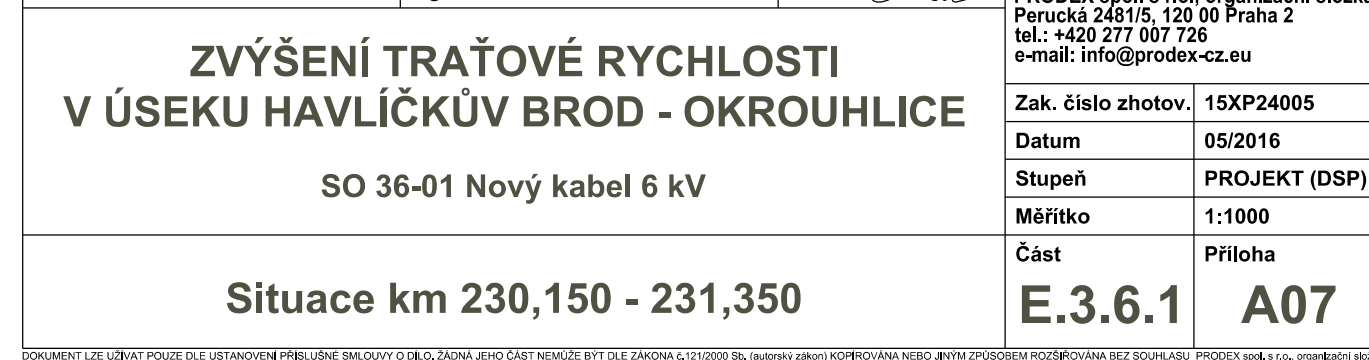 PRODEX spol. s r.o., organizační složka
Perucká 2481/5, 120 00 Praha 2
tel.: +420 277 007 726
e-mail: info@prodex-cz.eu
ZVÝŠENÍ TRAŤOVÉ RYCHLOSTI
V ÚSEKU HAVLÍČKŮV BROD - OKROUHLICE
SO 36-01 Nový kabel 6 kV
Zak. číslo zhotov. 15XP24005
Datum 05/2016
Stupeň PROJEKT (DSP)
Měřítko 1:1000
Situace km 230,150 - 231,350
Část Příloha
E.3.6.1 A07
DOKUMENT LZE UŽÍVAT POUZE DLE USTANOVENÍ PŘÍSLUŠNÉ SMLOUVY O DÍLO. ŽÁDNÁ JEHO ČÁST NEMŮŽE BÝT DLE ZÁKONA č.121/2000 Sb. (autorský zákon) KOPÍROVÁNA NEBO JINÝM ZPŮSOBEM ROZŠIŘOVÁNA BEZ SOUHLASU PRODEX spol. s r.o., organizační